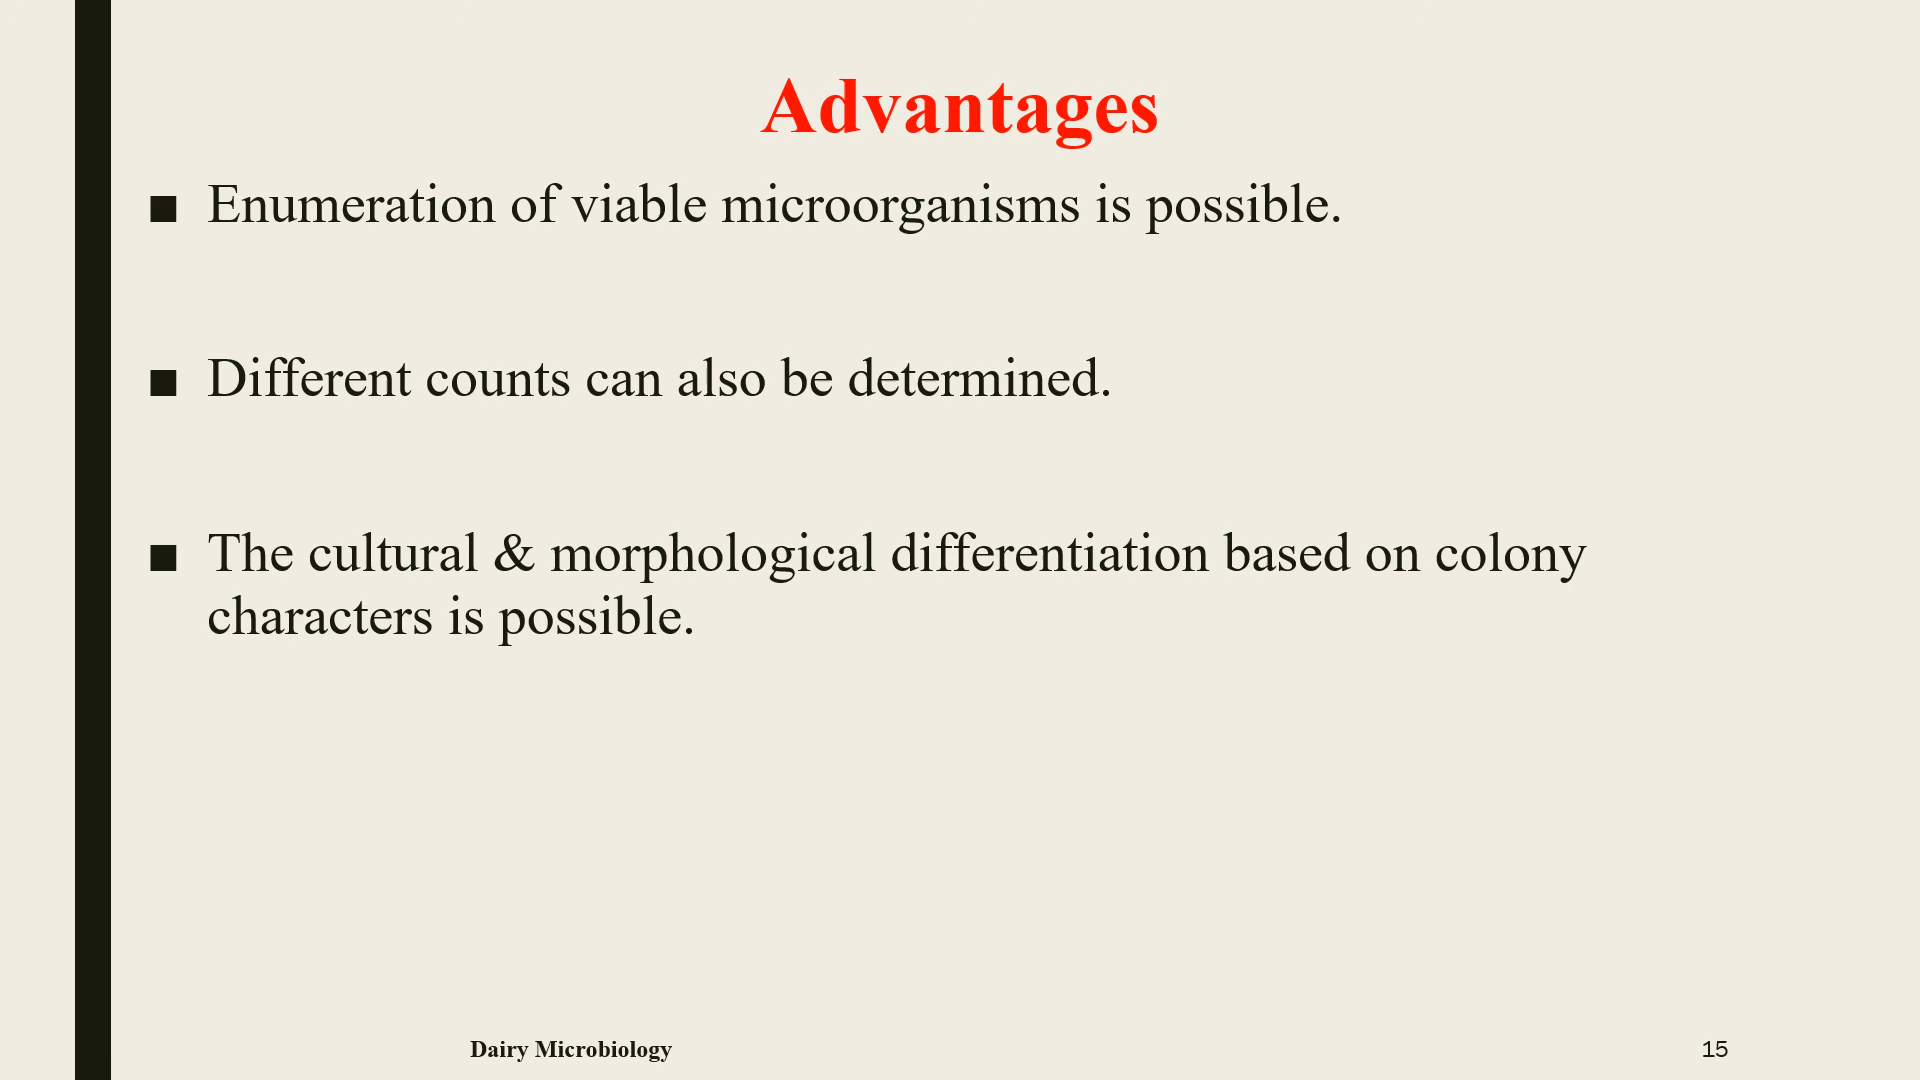 Advantages
■ Enumeration of viable microorganisms is possible.
■ Different counts can also be determined.
■ The cultural & morphological differentiation based on colony
characters is possible.
Dairy Microbiology
15